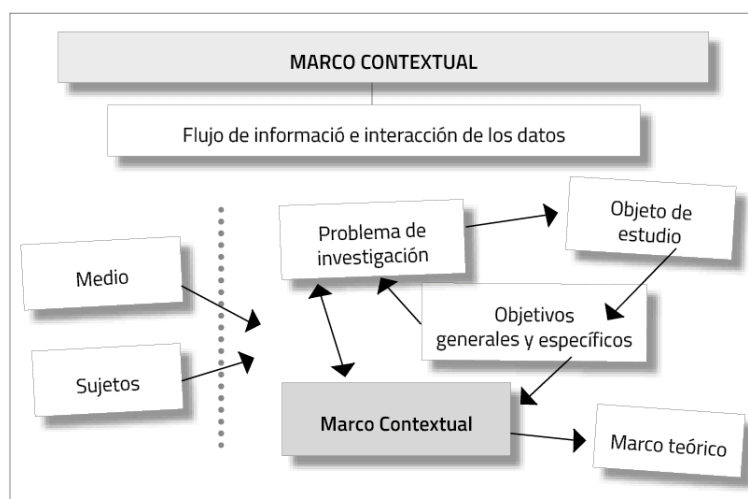 MARCO CONTEXTUAL
Flujo de informació e interacción de los datos
Problema de
investigación
Objeto de
estudio
Medio
Objetivos
generales y específicos
Sujetos
Marco Contextual
Marco teórico